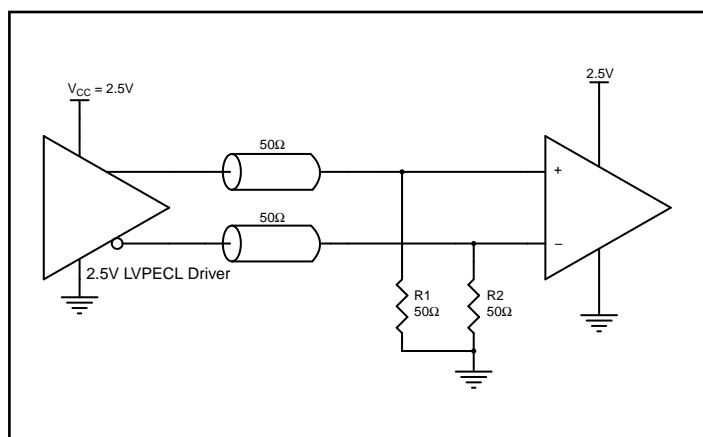 V_CC = 2.5V
2.5V
50Ω
+
50Ω
–
2.5V LVPECL Driver
R1
50Ω
R2
50Ω